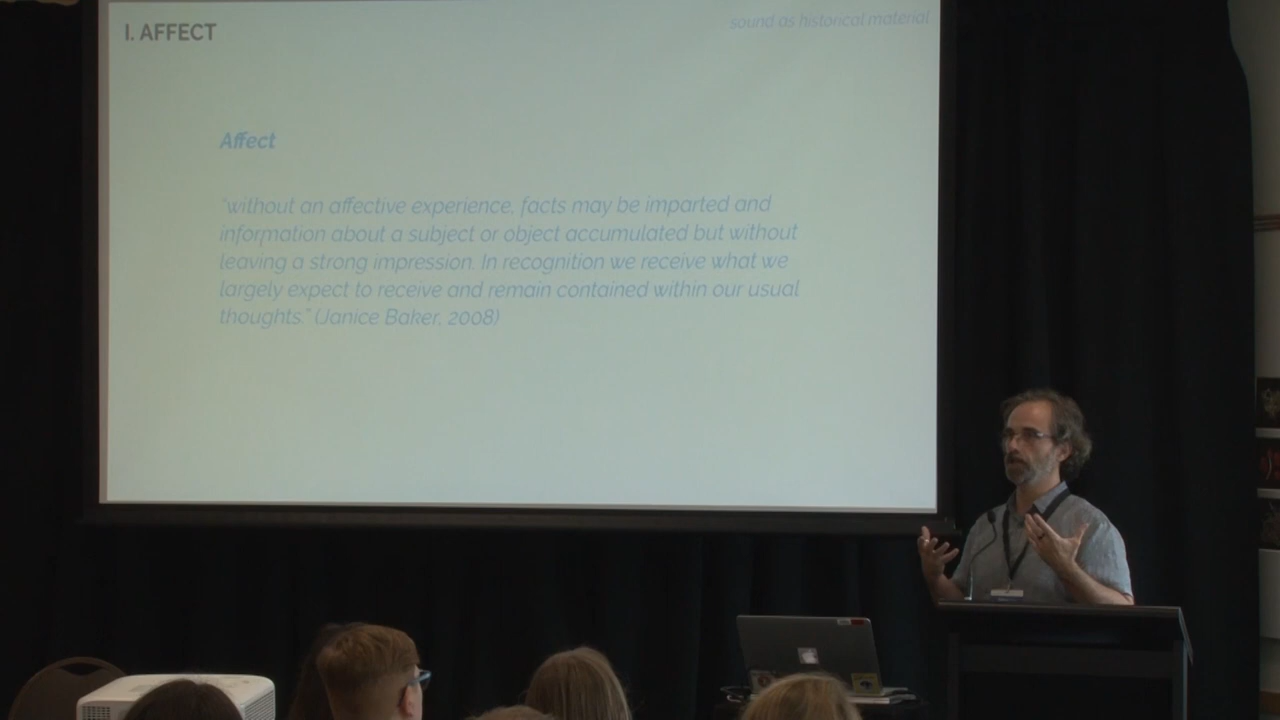 I. AFFECT
sound as historical material
Affect
"without an affective experience, facts may be imparted and
information about a subject or object accumulated but without
leaving a strong impression. In recognition we receive what we
largely expect to receive and remain contained within our usual
thoughts." (Janice Baker, 2008)